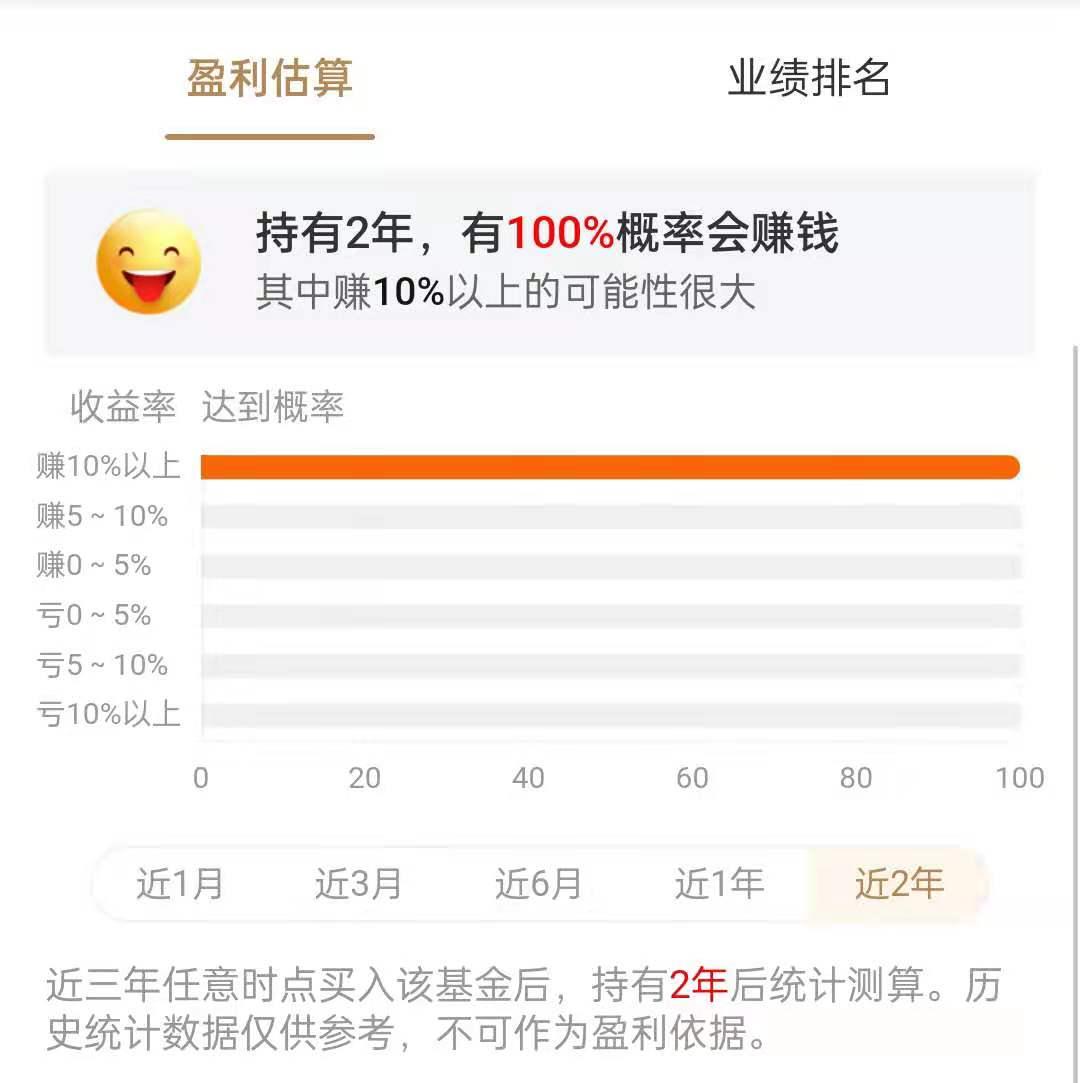 盈利估算 业绩排名
持有2年，有100%概率会赚钱
其中赚10%以上的可能性很大
收益率 达到概率
赚10%以上
赚5 ~ 10%
赚0 ~ 5%
亏0 ~ 5%
亏5 ~ 10%
亏10%以上
0 20 40 60 80 100
近1月 近3月 近6月 近1年 近2年
近三年任意时点买入该基金后，持有2年后统计测算。历
史统计数据仅供参考，不可作为盈利依据。